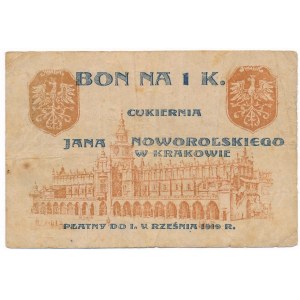 BON NA 1 K.
CUKIERNIA
JANA NOWOROLSKIEGO
W KRAKOWIE
PŁATNY DO 1. WRZEŚNIA 1919 R.